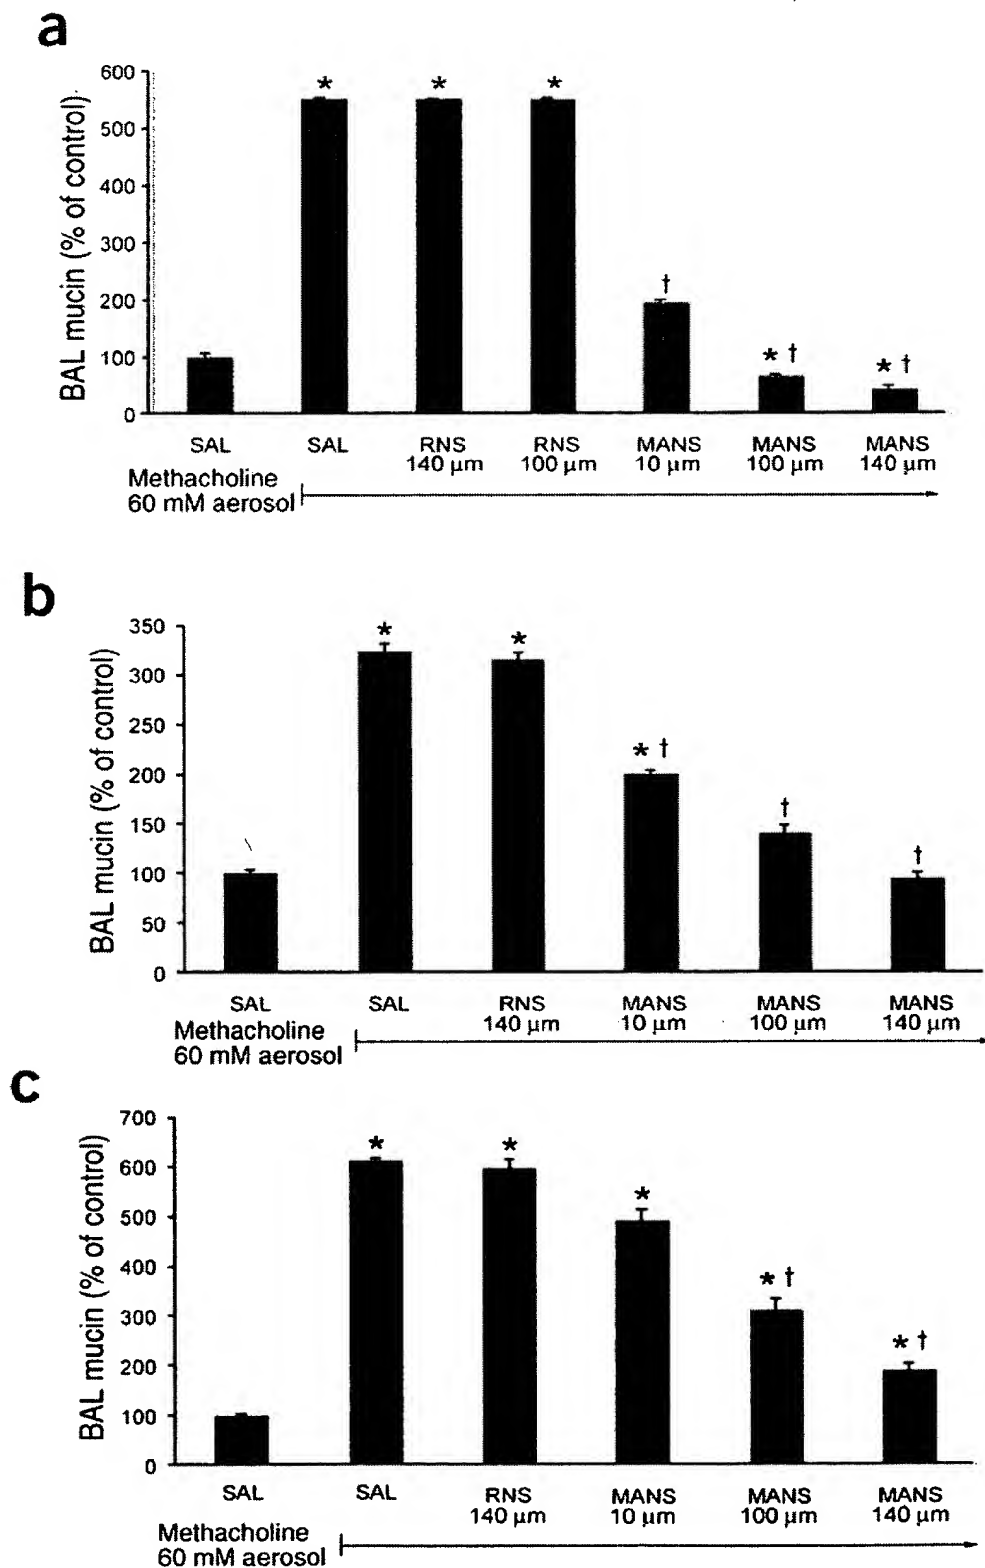 a
BAL mucin (% of control)
600
500
400
300
200
100
0
* * * † * † * †
SAL SAL RNS RNS MANS MANS MANS
140 µm 100 µm 10 µm 100 µm 140 µm
Methacholine
60 mM aerosol
b
BAL mucin (% of control)
350
300
250
200
150
100
50
0
* * * † † †
SAL SAL RNS MANS MANS MANS
140 µm 10 µm 100 µm 140 µm
Methacholine
60 mM aerosol
c
BAL mucin (% of control)
700
600
500
400
300
200
100
0
* * * * † * †
SAL SAL RNS MANS MANS MANS
140 µm 10 µm 100 µm 140 µm
Methacholine
60 mM aerosol